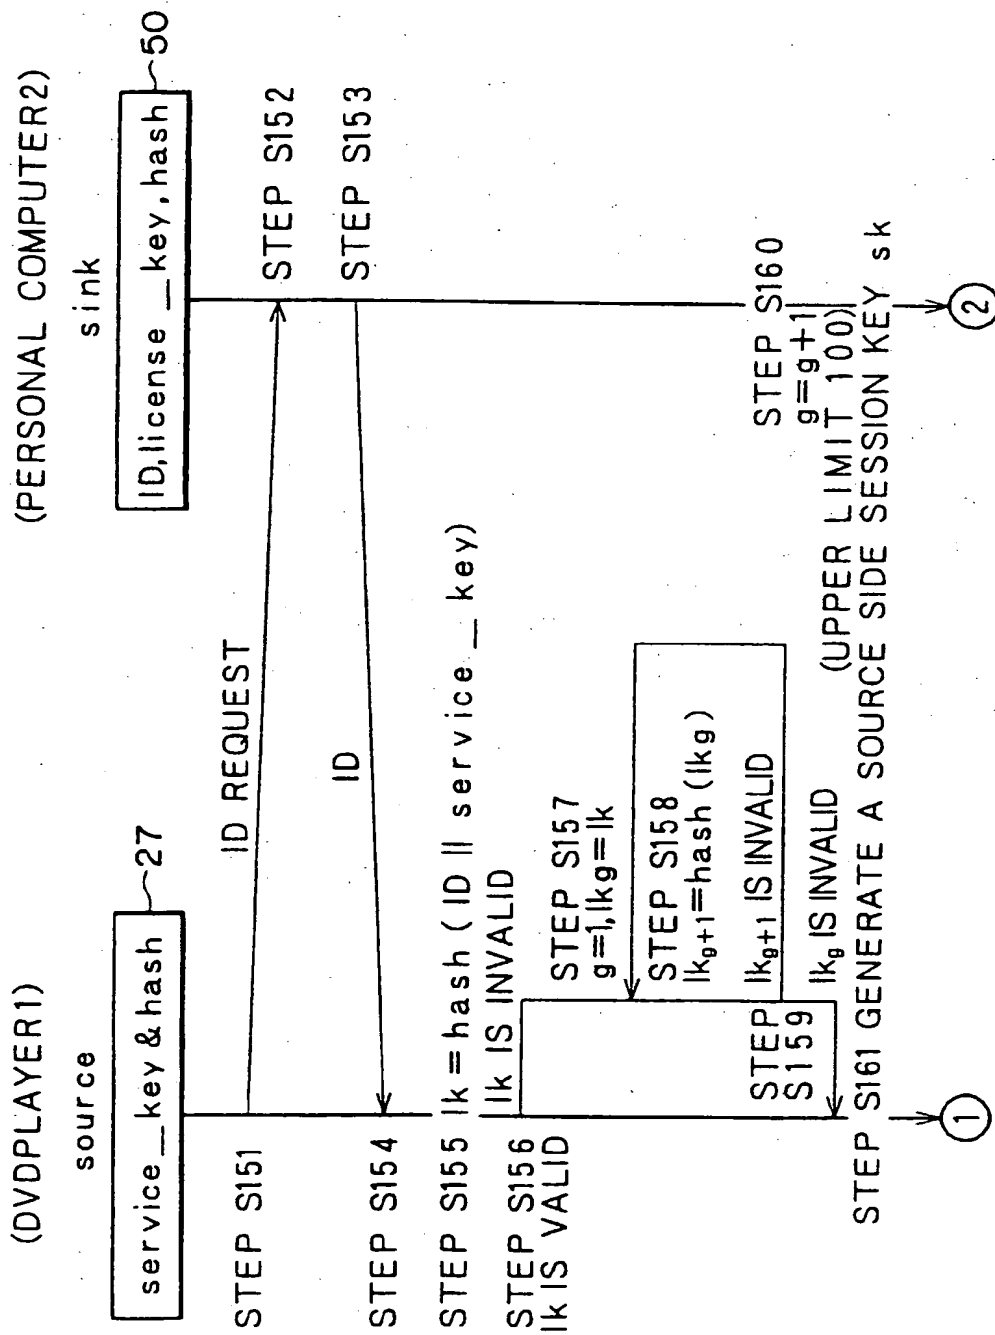 (DVDPLAYER1)
(PERSONAL COMPUTER2)
source
sink
service__key & hash
27
ID,license__key,hash
50
STEP S151
ID REQUEST
STEP S152
ID
STEP S153
STEP S154
STEP S155 lk=hash ( ID || service__key)
STEP S156
lk IS INVALID
lk IS VALID
STEP S157
g=1,lkg=lk
STEP S158
lkg+1=hash (lkg)
STEP
S159
lkg+1 IS INVALID
STEP S160
g=g+1
(UPPER LIMIT 100)
lkg IS INVALID
STEP S161 GENERATE A SOURCE SIDE SESSION KEY sk
1
2